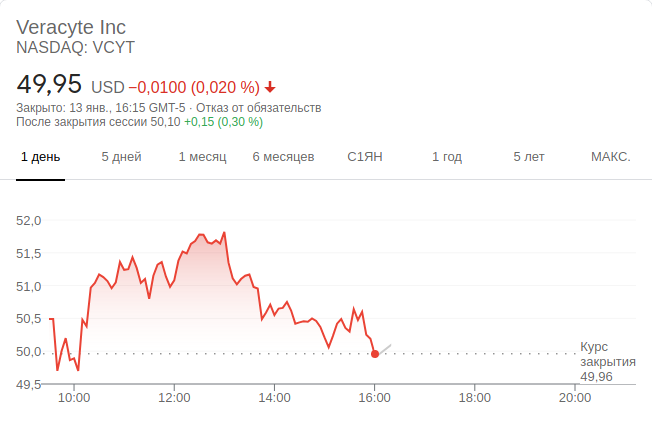 Veracyte Inc
NASDAQ: VCYT
49,95 USD −0,0100 (0,020 %)
Закрыто: 13 янв., 16:15 GMT-5 · Отказ от обязательств
После закрытия сессии 50,10 +0,15 (0,30 %)
1 день 5 дней 1 месяц 6 месяцев С1ЯН 1 год 5 лет МАКС.
52,0
51,5
51,0
50,5
50,0
49,5
Курс
закрытия
49,96
10:00 12:00 14:00 16:00 18:00 20:00